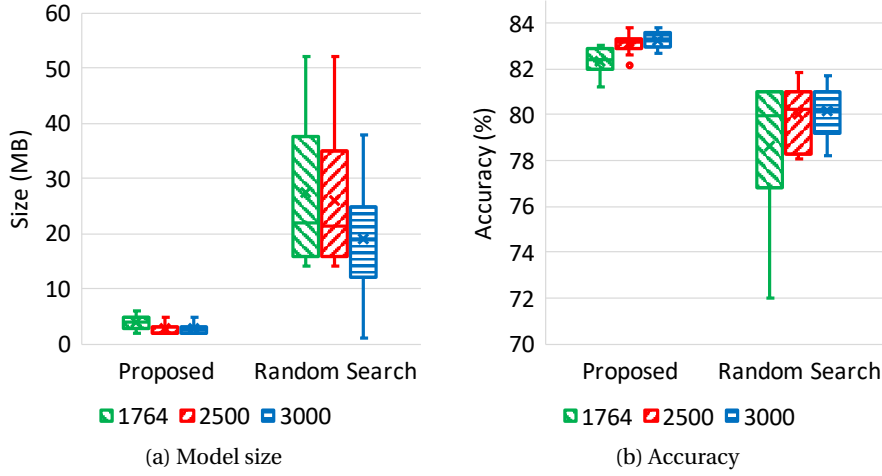 Size (MB)
60
50
40
30
20
10
0
Proposed Random Search
1764 2500 3000
(a) Model size
Accuracy (%)
84
82
80
78
76
74
72
70
Proposed Random Search
1764 2500 3000
(b) Accuracy